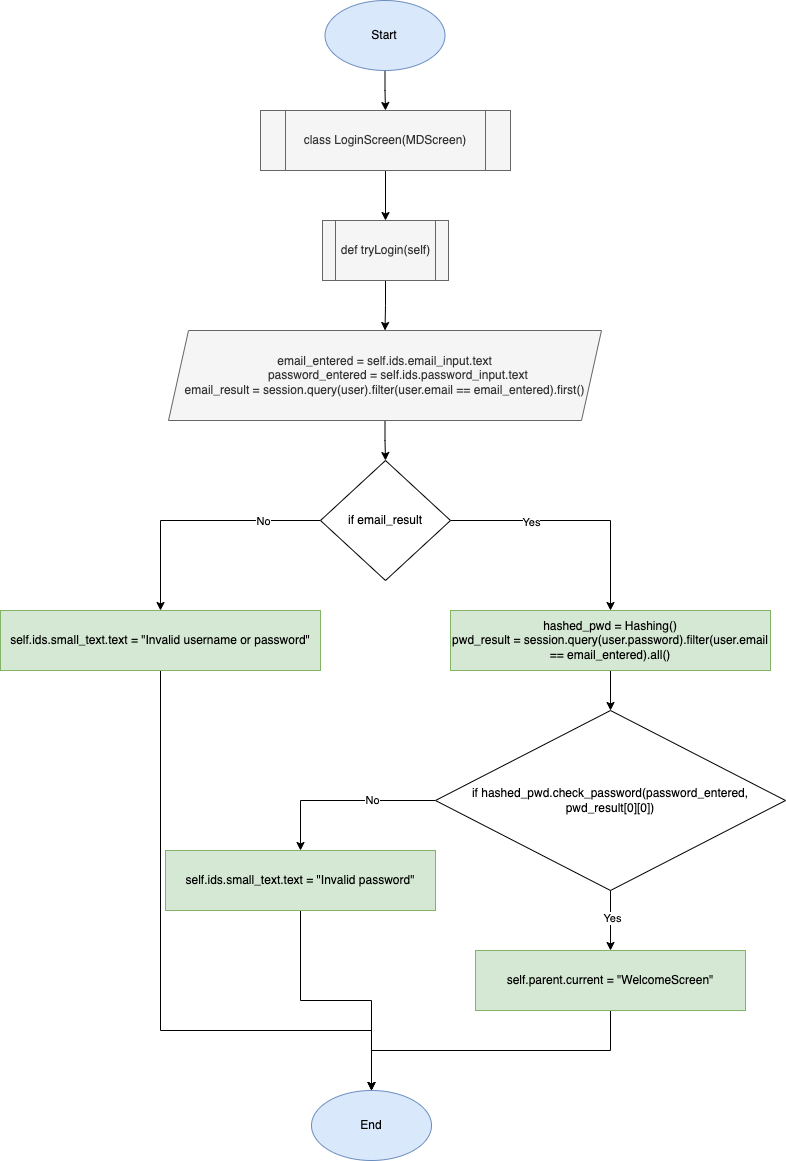 Start
class LoginScreen(MDScreen)
def tryLogin(self)
email_entered = self.ids.email_input.text
password_entered = self.ids.password_input.text
email_result = session.query(user).filter(user.email == email_entered).first()
if email_result
No
Yes
self.ids.small_text.text = "Invalid username or password"
hashed_pwd = Hashing()
pwd_result = session.query(user.password).filter(user.email
== email_entered).all()
if hashed_pwd.check_password(password_entered,
pwd_result[0][0])
No
self.ids.small_text.text = "Invalid password"
Yes
self.parent.current = "WelcomeScreen"
End